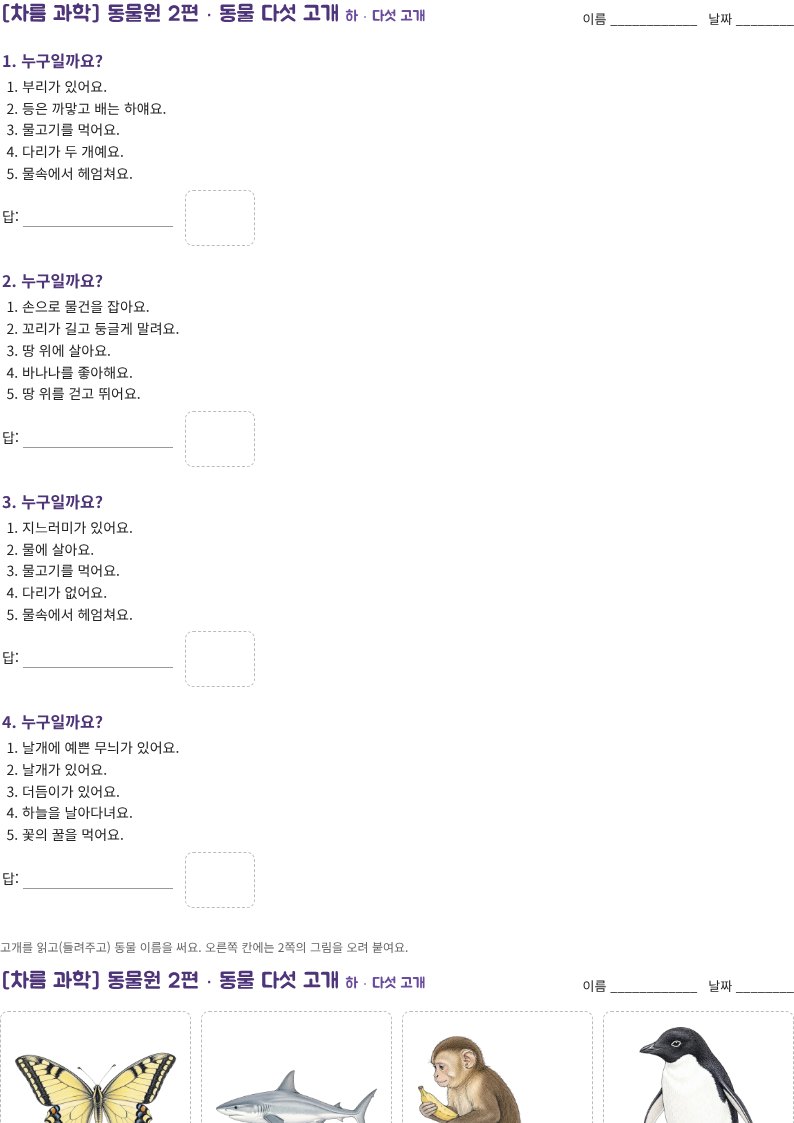 [차름 과학] 동물원 2편 · 동물 다섯 고개 하 · 다섯 고개 이름 ____________ 날짜 ________
1. 누구일까요?
1. 부리가 있어요.
2. 등은 까맣고 배는 하얘요.
3. 물고기를 먹어요.
4. 다리가 두 개예요.
5. 물속에서 헤엄쳐요.
답: ____________________
2. 누구일까요?
1. 손으로 물건을 잡아요.
2. 꼬리가 길고 둥글게 말려요.
3. 땅 위에 살아요.
4. 바나나를 좋아해요.
5. 땅 위를 걷고 뛰어요.
답: ____________________
3. 누구일까요?
1. 지느러미가 있어요.
2. 물에 살아요.
3. 물고기를 먹어요.
4. 다리가 없어요.
5. 물속에서 헤엄쳐요.
답: ____________________
4. 누구일까요?
1. 날개에 예쁜 무늬가 있어요.
2. 날개가 있어요.
3. 더듬이가 있어요.
4. 하늘을 날아다녀요.
5. 꽃의 꿀을 먹어요.
답: ____________________
고개를 읽고(들려주고) 동물 이름을 써요. 오른쪽 칸에는 2쪽의 그림을 오려 붙여요.
[차름 과학] 동물원 2편 · 동물 다섯 고개 하 · 다섯 고개 이름 ____________ 날짜 ________